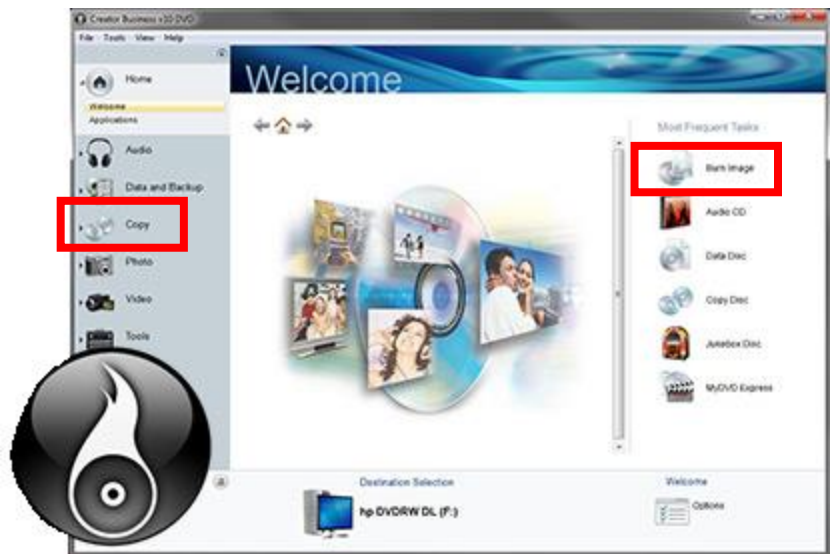 Creator Business v10 DVD
File Tools View Help
Home
Welcome
Applications
Audio
Data and Backup
Copy
Photo
Video
Tools
Welcome
Most Frequent Tasks
Burn Image
Audio CD
Data Disc
Copy Disc
Jukebox Disc
MyDVD Express
Destination Selection
hp DVDRW DL (F:)
Welcome
Options